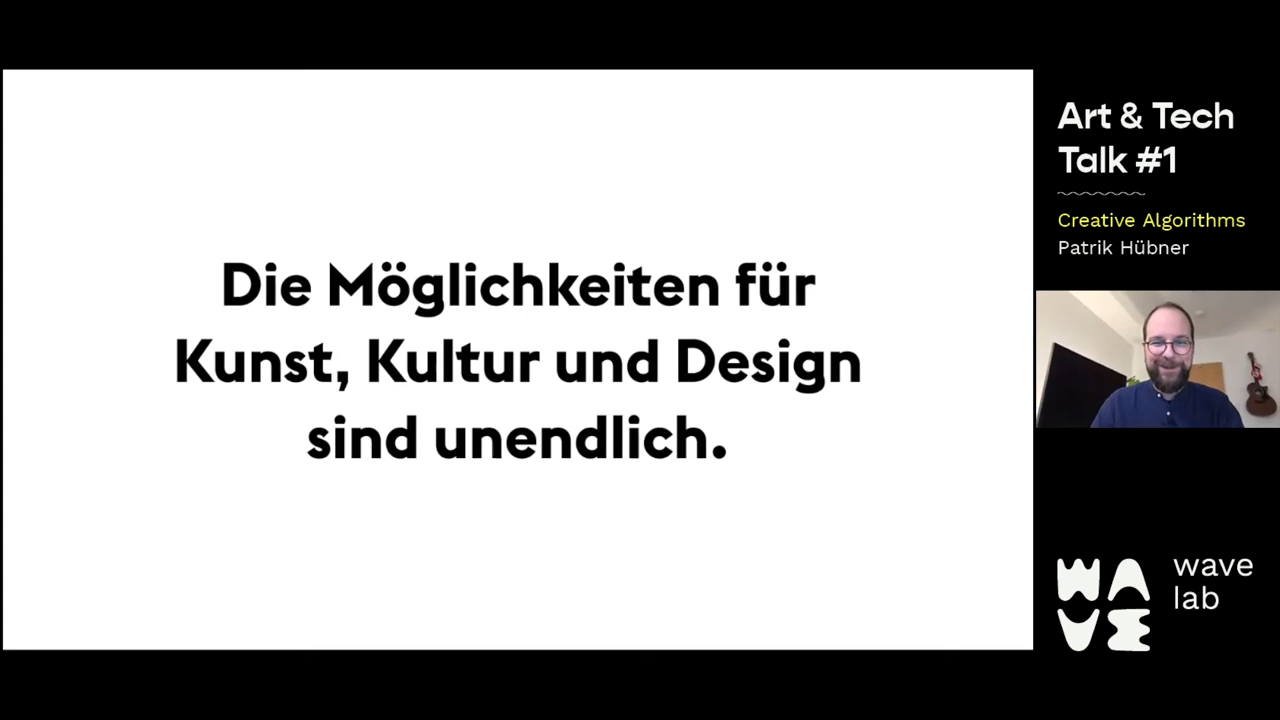 Die Möglichkeiten für
Kunst, Kultur und Design
sind unendlich.
Art & Tech
Talk #1
Creative Algorithms
Patrik Hübner
WAVE
wave
lab